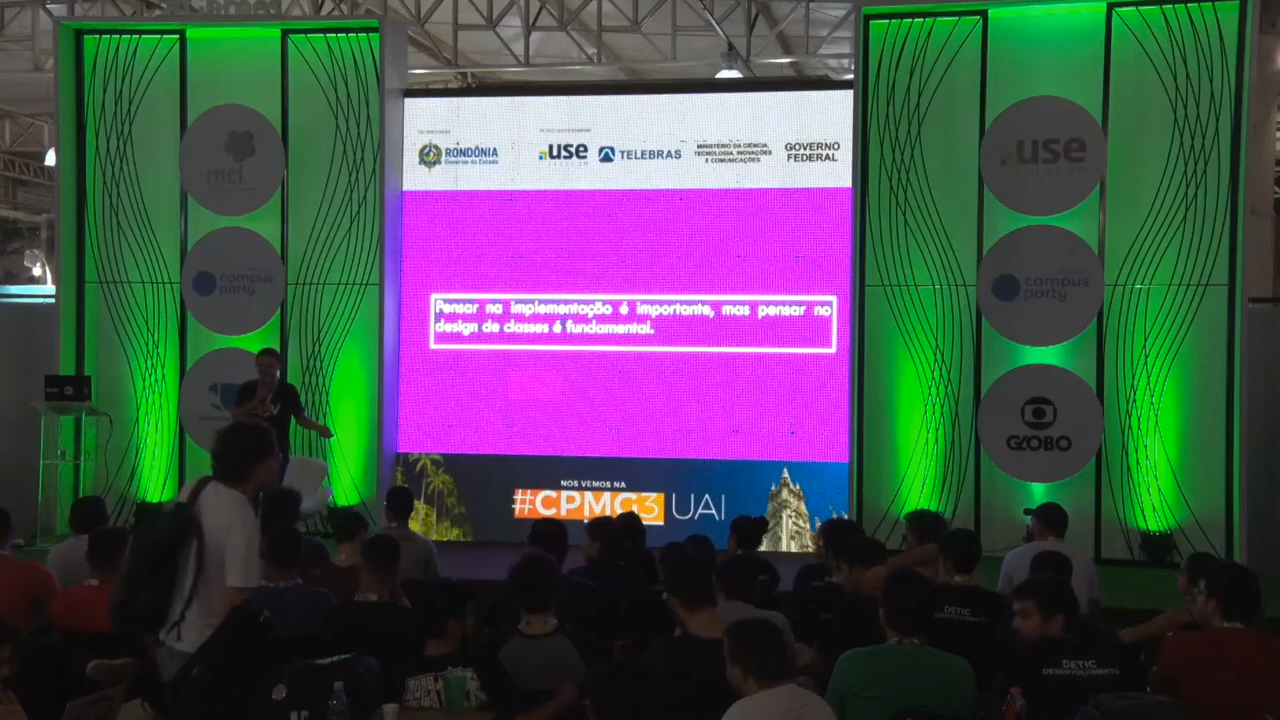 mci
campus
party
RONDÔNIA
Governo do Estado
use
TELECOM
TELEBRAS
MINISTÉRIO DA CIÊNCIA,
TECNOLOGIA, INOVAÇÕES
E COMUNICAÇÕES
GOVERNO
FEDERAL
Pensar na implementação é importante, mas pensar no
design de classes é fundamental.
NOS VEMOS NA
#CPMG3 UAI
use
campus
party
GLOBO
DETIC
DETIC
DESENVOLVIMENTO